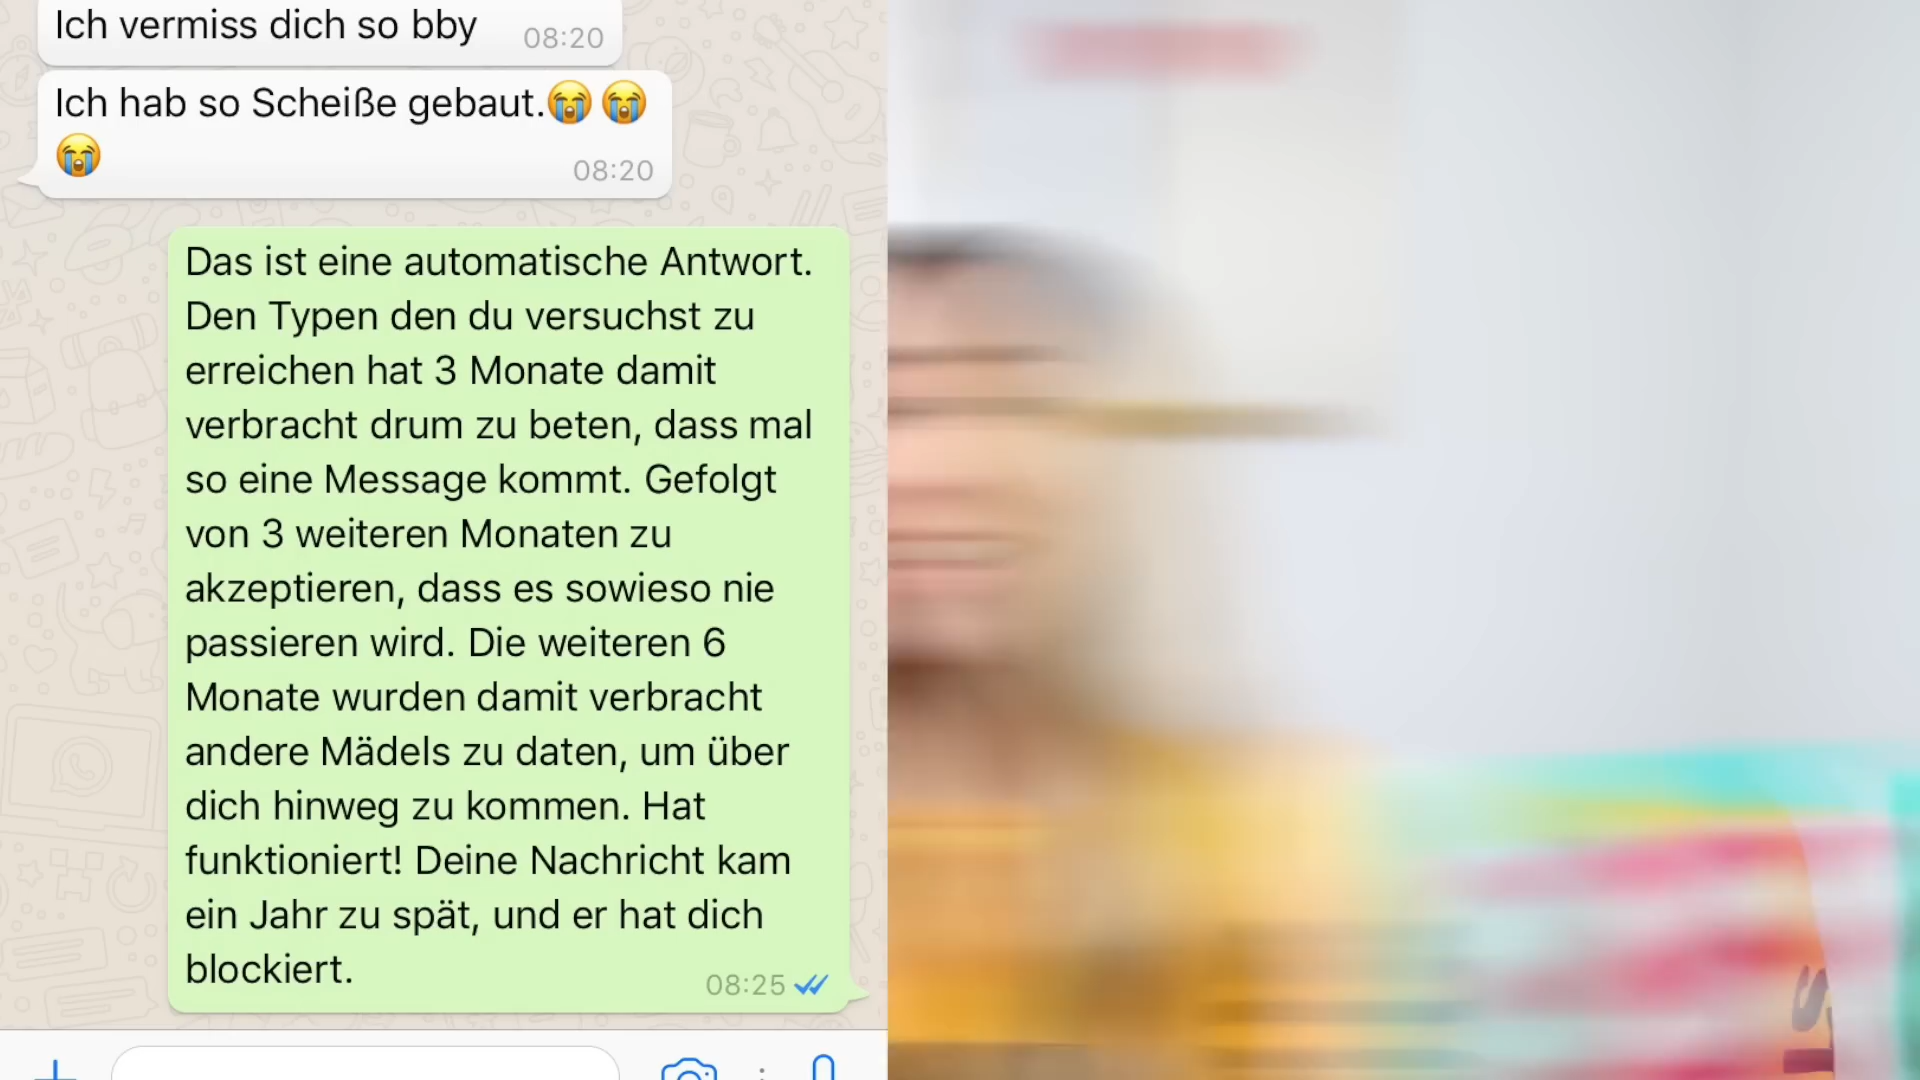 Ich vermiss dich so bby
08:20
Ich hab so Scheiße gebaut.😭😭
😭
08:20
Das ist eine automatische Antwort.
Den Typen den du versuchst zu
erreichen hat 3 Monate damit
verbracht drum zu beten, dass mal
so eine Message kommt. Gefolgt
von 3 weiteren Monaten zu
akzeptieren, dass es sowieso nie
passieren wird. Die weiteren 6
Monate wurden damit verbracht
andere Mädels zu daten, um über
dich hinweg zu kommen. Hat
funktioniert! Deine Nachricht kam
ein Jahr zu spät, und er hat dich
blockiert.
08:25